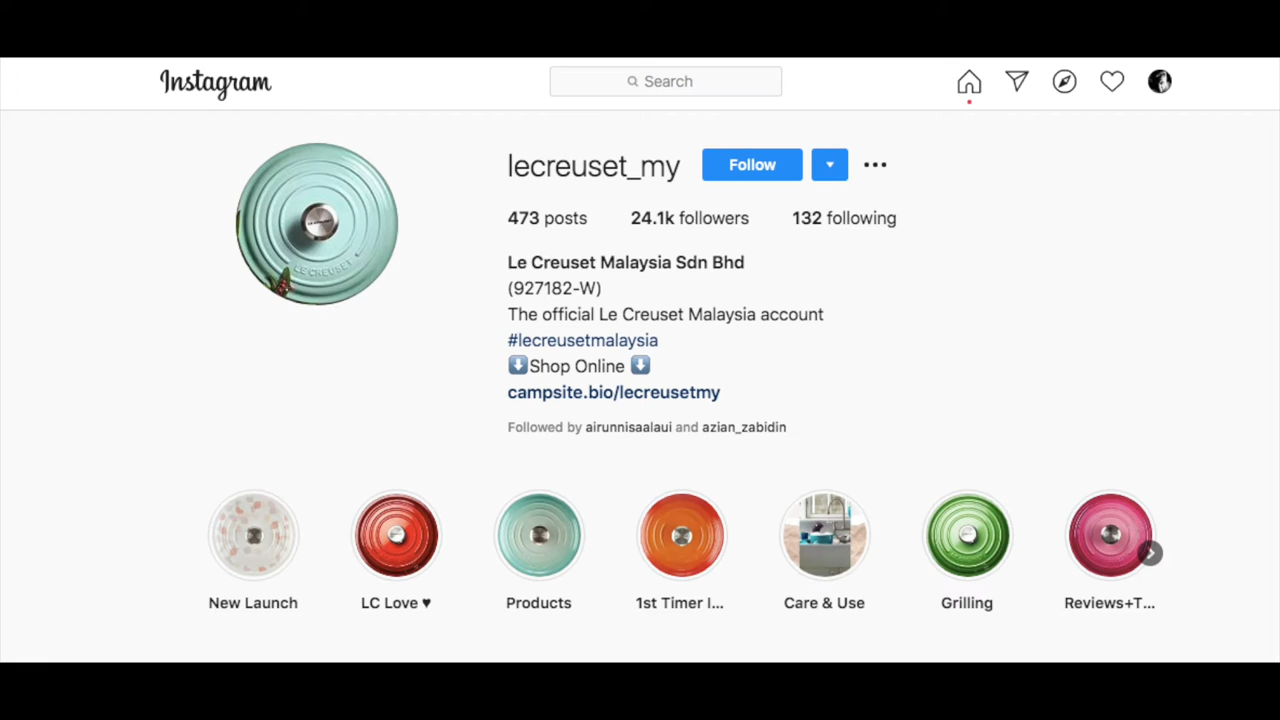 Instagram
Search
lecreuset_my
Follow
473 posts 24.1k followers 132 following
Le Creuset Malaysia Sdn Bhd
(927182-W)
The official Le Creuset Malaysia account
#lecreusetmalaysia
⬇️Shop Online ⬇️
campsite.bio/lecreusetmy
Followed by airunnisaalaui and azian_zabidin
LE CREUSET
New Launch
LC Love ♥
Products
1st Timer I...
Care & Use
Grilling
Reviews+T...